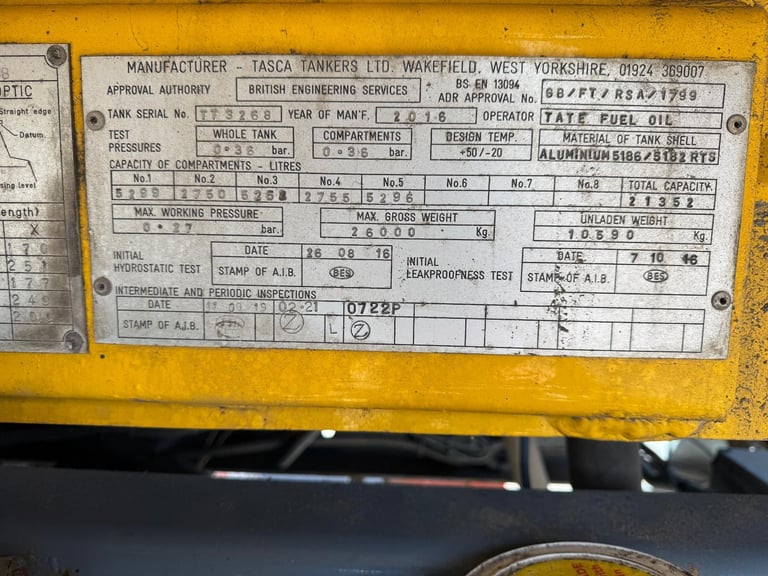 MANUFACTURER - TASCA TANKERS LTD. WAKEFIELD, WEST YORKSHIRE, 01924 369007
APPROVAL AUTHORITY BRITISH ENGINEERING SERVICES BS EN 13094
ADR APPROVAL No. GB/FT/RSA/1799
TANK SERIAL No. TT3268 YEAR OF MAN'F. 2016 OPERATOR TATE FUEL OIL
TEST PRESSURES WHOLE TANK COMPARTMENTS DESIGN TEMP. MATERIAL OF TANK SHELL
0.36 bar. 0.36 bar. +50/-20 ALUMINIUM 5186/5182 RTS
CAPACITY OF COMPARTMENTS - LITRES
No.1 No.2 No.3 No.4 No.5 No.6 No.7 No.8 TOTAL CAPACITY.
5299 2750 5252 2755 5296 21352
MAX. WORKING PRESSURE MAX. GROSS WEIGHT UNLADEN WEIGHT
0.27 bar. 26000 Kg. 10590 Kg.
INITIAL HYDROSTATIC TEST DATE 26 08 16 INITIAL LEAKPROOFNESS TEST DATE. 7 10 16
STAMP OF A.I.B. BES STAMP OF A.I.B. BES
INTERMEDIATE AND PERIODIC INSPECTIONS
DATE 02-21 0722P
STAMP OF A.I.B. Z L Z
OPTIC
Straight edge
Datum.
level
X
170
251
177